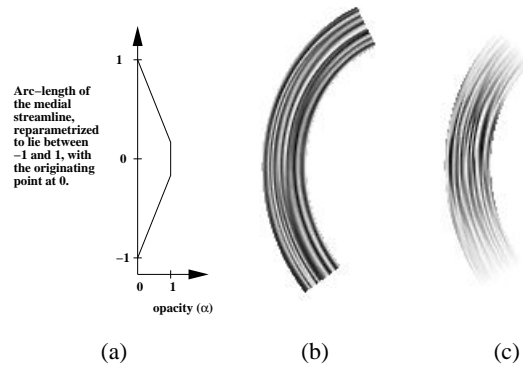 1
Arc−length of
the medial
streamline,
reparametrized
to lie between
−1 and 1, with
the originating
point at 0.
0
−1
0 1
opacity (α)
(a) (b) (c)